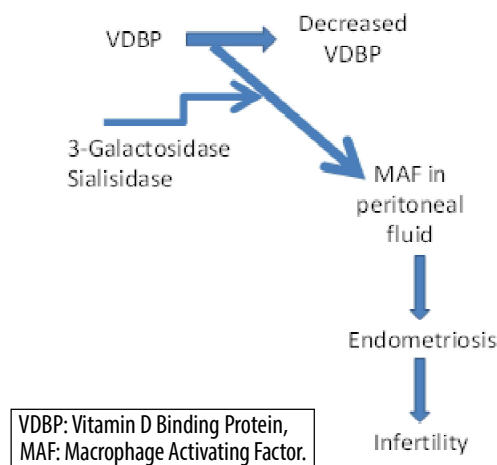 VDBP
Decreased
VDBP
3-Galactosidase
Sialisidase
MAF in
peritoneal
fluid
Endometriosis
Infertility
VDBP: Vitamin D Binding Protein,
MAF: Macrophage Activating Factor.